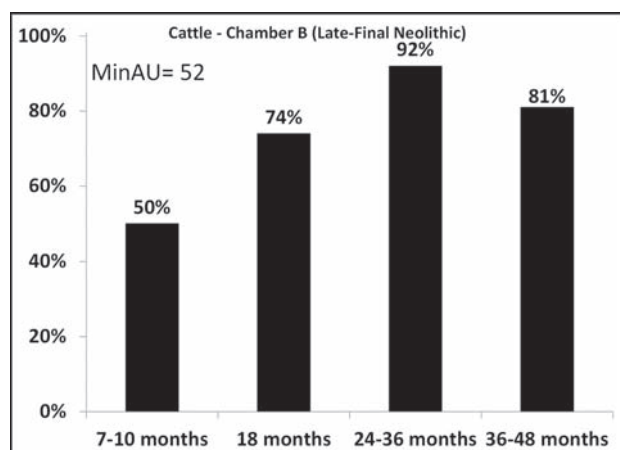 Cattle - Chamber B (Late-Final Neolithic)
MinAU= 52
100%
80%
60%
40%
20%
0%
50%
74%
92%
81%
7-10 months
18 months
24-36 months
36-48 months